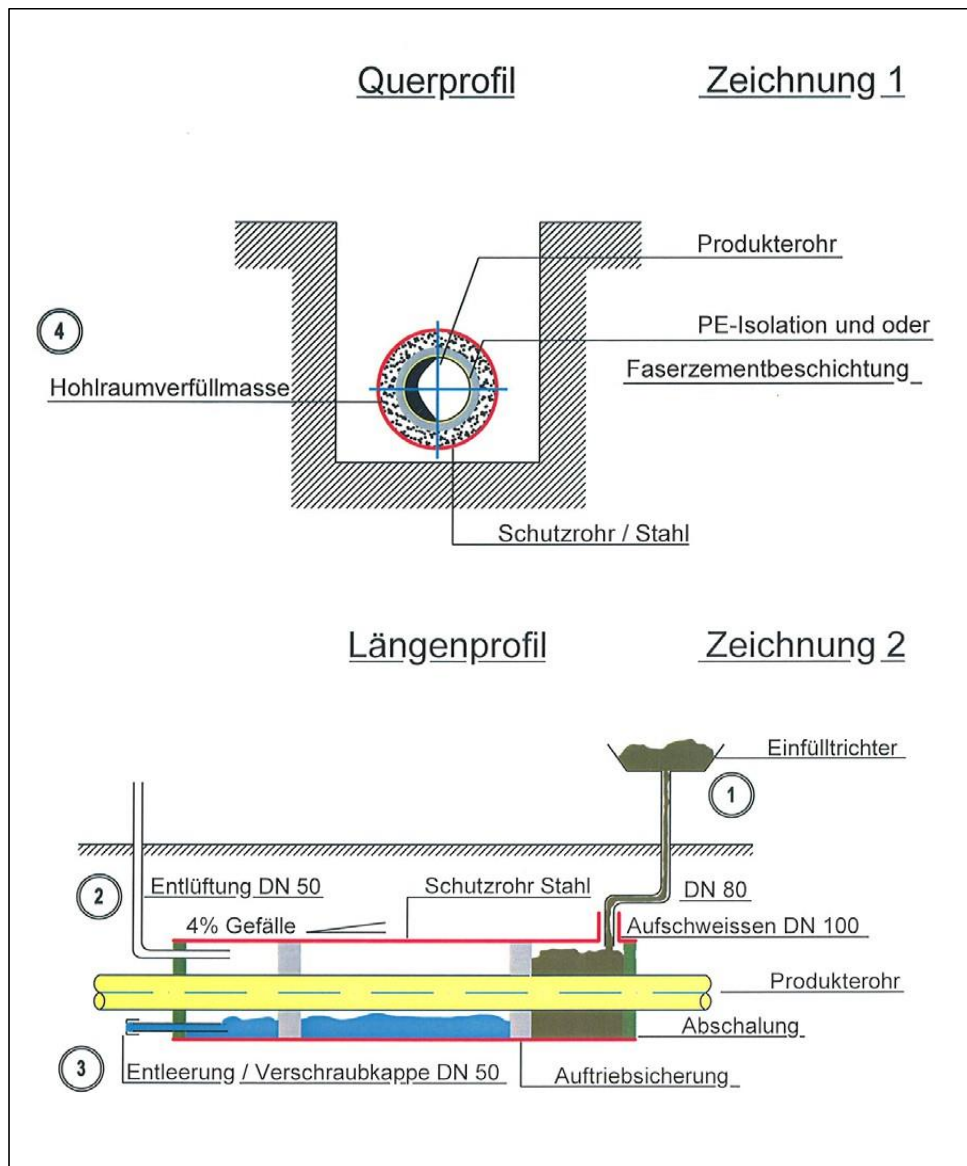 Querprofil
Zeichnung 1
Produkterohr
4
PE-Isolation und oder
Faserzementbeschichtung
Hohlraumverfüllmasse
Schutzrohr / Stahl
Längenprofil
Zeichnung 2
Einfülltrichter
1
2
Entlüftung DN 50
Schutzrohr Stahl
DN 80
4% Gefälle
Aufschweissen DN 100
Produkterohr
Abschalung
3
Entleerung / Verschraubkappe DN 50
Auftriebsicherung